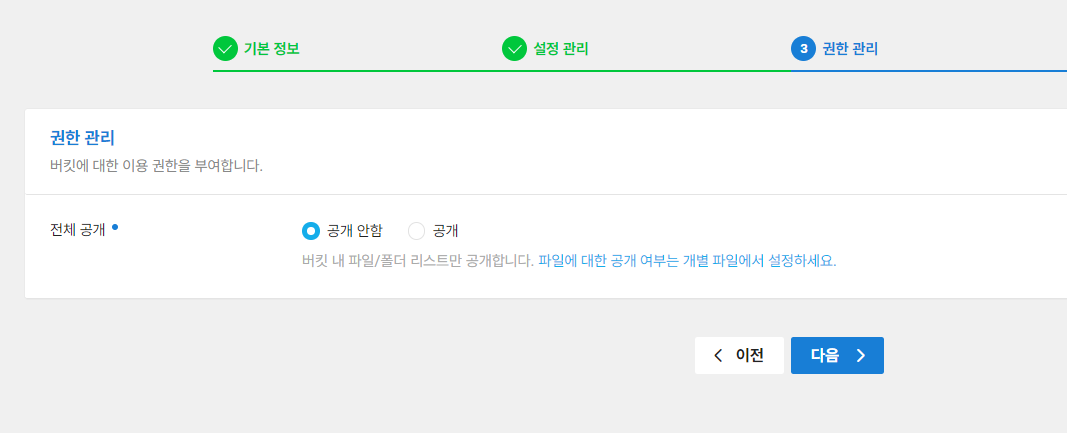 기본 정보
설정 관리
3 권한 관리
권한 관리
버킷에 대한 이용 권한을 부여합니다.
전체 공개
공개 안함 공개
버킷 내 파일/폴더 리스트만 공개합니다. 파일에 대한 공개 여부는 개별 파일에서 설정하세요.
이전 다음